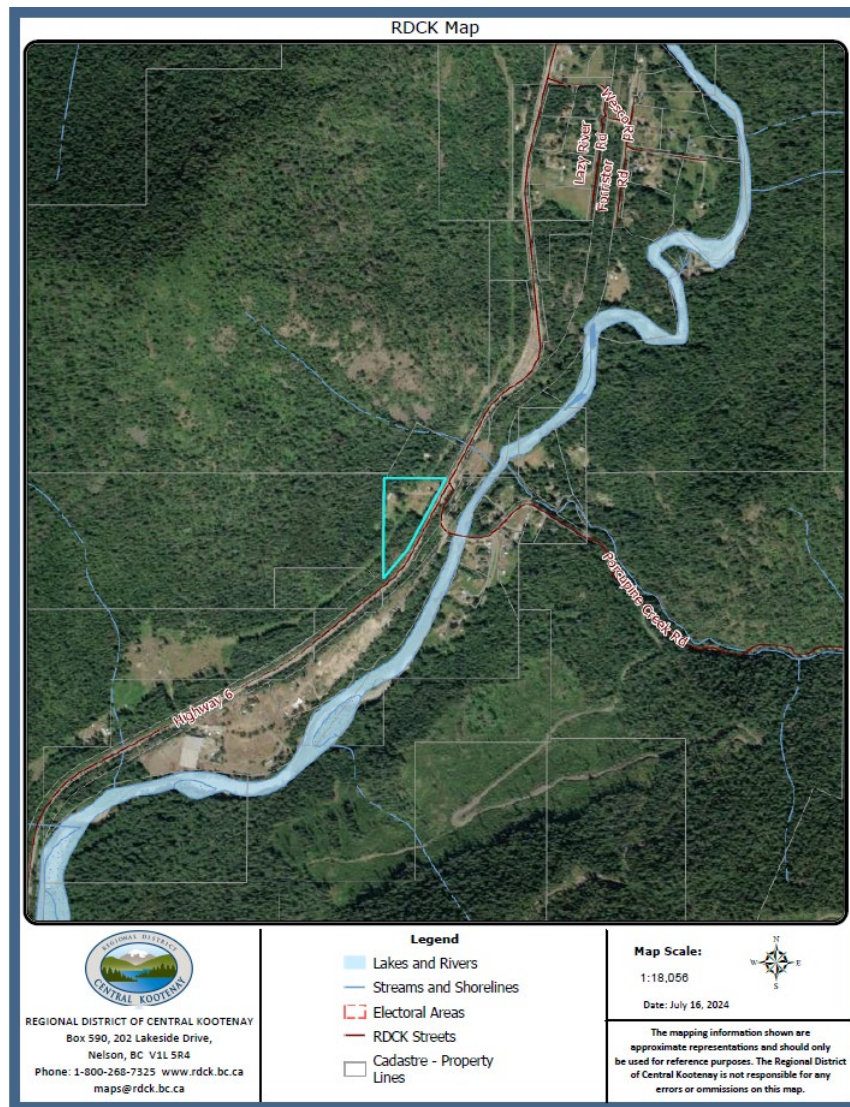 RDCK Map
Wesco Rd
Lazy River
Rd
Forrister
Rd
Porcupine Creek Rd
Highway 6
REGIONAL DISTRICT
CENTRAL KOOTENAY
REGIONAL DISTRICT OF CENTRAL KOOTENAY
Box 590, 202 Lakeside Drive,
Nelson, BC V1L 5R4
Phone: 1-800-268-7325 www.rdck.bc.ca
maps@rdck.bc.ca
Legend
Lakes and Rivers
Streams and Shorelines
Electoral Areas
RDCK Streets
Cadastre - Property
Lines
Map Scale:
1:18,056
Date: July 16, 2024
N
W
E
S
The mapping information shown are
approximate representations and should only
be used for reference purposes. The Regional District
of Central Kootenay is not responsible for any
errors or ommissions on this map.